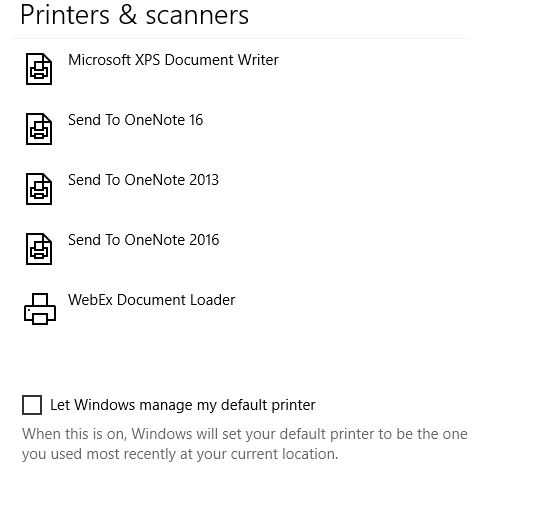 Printers & scanners
Microsoft XPS Document Writer
Send To OneNote 16
Send To OneNote 2013
Send To OneNote 2016
WebEx Document Loader
Let Windows manage my default printer
When this is on, Windows will set your default printer to be the one
you used most recently at your current location.